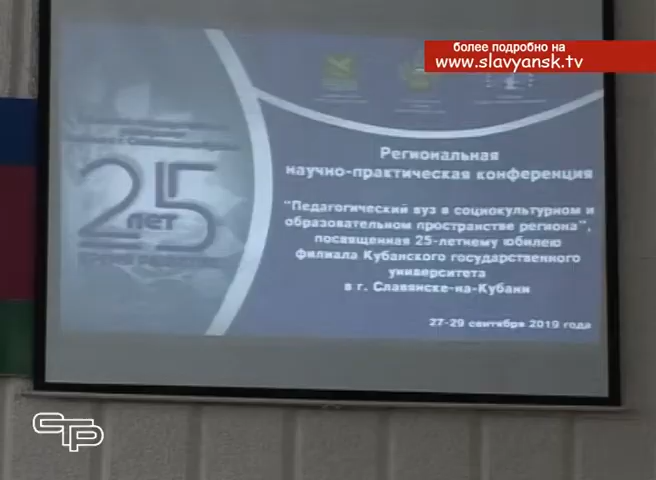 более подробно на
www.slavyansk.tv
Региональная
научно-практическая конференция
"Педагогический вуз в социокультурном и
образовательном пространстве региона",
посвященная 25-летнему юбилею
филиала Кубанского государственного
университета
в г. Славянске-на-Кубани
27-29 сентября 2019 года
25
лет
СТР